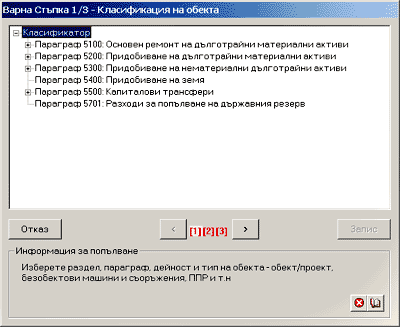 Варна Стъпка 1/3 - Класификация на обекта
Класификатор
Параграф 5100: Основен ремонт на дълготрайни материални активи
Параграф 5200: Придобиване на дълготрайни материални активи
Параграф 5300: Придобиване на нематериални дълготрайни активи
Параграф 5400: Придобиване на земя
Параграф 5500: Капиталови трансфери
Параграф 5701: Разходи за попълване на държавния резерв
Отказ < [1][2][3] > Запис
Информация за попълване
Изберете раздел, параграф, дейност и тип на обекта - обект/проект,
безобектови машини и съоръжения, ППР и т.н